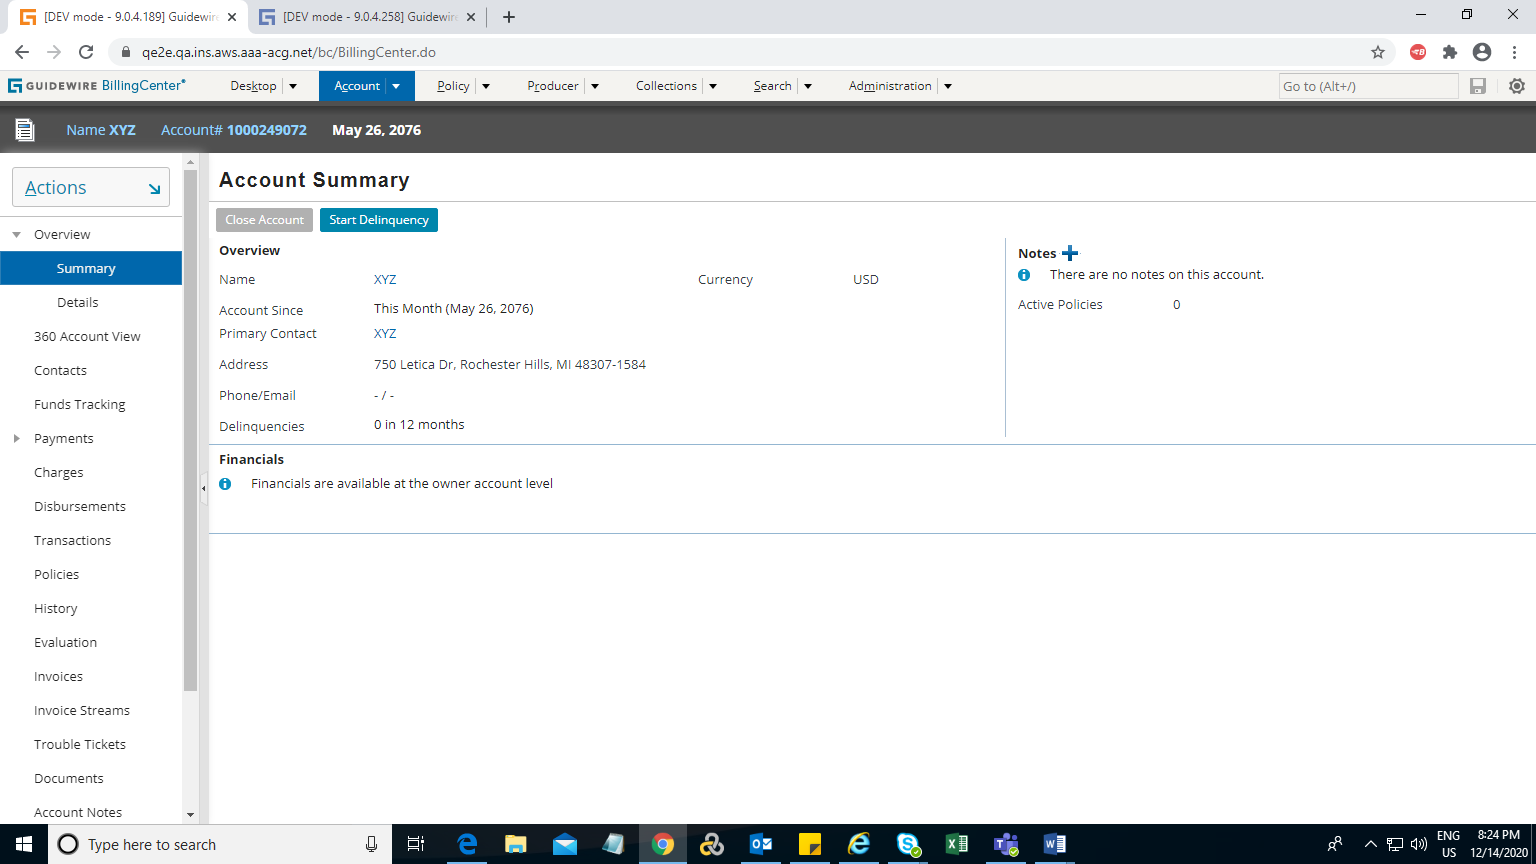 [DEV mode - 9.0.4.189] Guidewire
[DEV mode - 9.0.4.258] Guidewire
qe2e.qa.ins.aws.aaa-acg.net/bc/BillingCenter.do
GUIDEWIRE BillingCenter
Desktop
Account
Policy
Producer
Collections
Search
Administration
Go to (Alt+/)
Name XYZ
Account# 1000249072
May 26, 2076
Actions
Overview
Summary
Details
360 Account View
Contacts
Funds Tracking
Payments
Charges
Disbursements
Transactions
Policies
History
Evaluation
Invoices
Invoice Streams
Trouble Tickets
Documents
Account Notes
Account Summary
Close Account
Start Delinquency
Overview
Name XYZ Currency USD
Account Since This Month (May 26, 2076)
Primary Contact XYZ
Address 750 Letica Dr, Rochester Hills, MI 48307-1584
Phone/Email - / -
Delinquencies 0 in 12 months
Notes
There are no notes on this account.
Active Policies 0
Financials
Financials are available at the owner account level
Type here to search
ENG
US
8:24 PM
12/14/2020